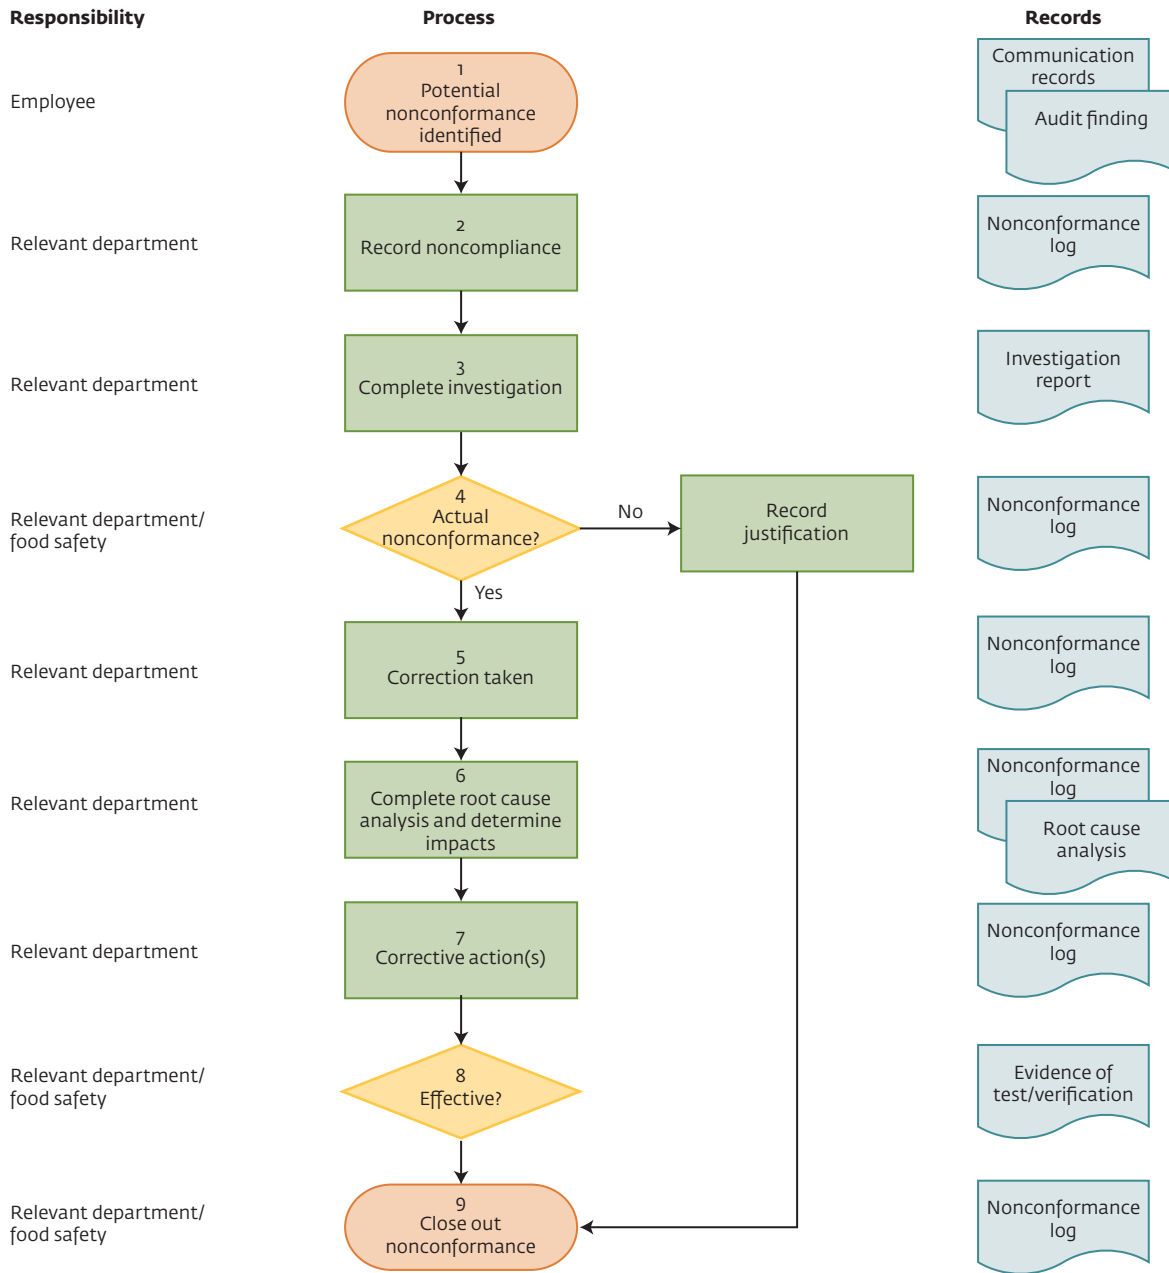 Responsibility
Process
Records
Employee
1
Potential
nonconformance
identified
Communication
records
Audit finding
Relevant department
2
Record noncompliance
Nonconformance
log
Relevant department
3
Complete investigation
Investigation
report
Relevant department/
food safety
4
Actual
nonconformance?
No
Record
justification
Nonconformance
log
Yes
Relevant department
5
Correction taken
Nonconformance
log
Relevant department
6
Complete root cause
analysis and determine
impacts
Nonconformance
log
Root cause
analysis
Relevant department
7
Corrective action(s)
Nonconformance
log
Relevant department/
food safety
8
Effective?
Evidence of
test/verification
Relevant department/
food safety
9
Close out
nonconformance
Nonconformance
log